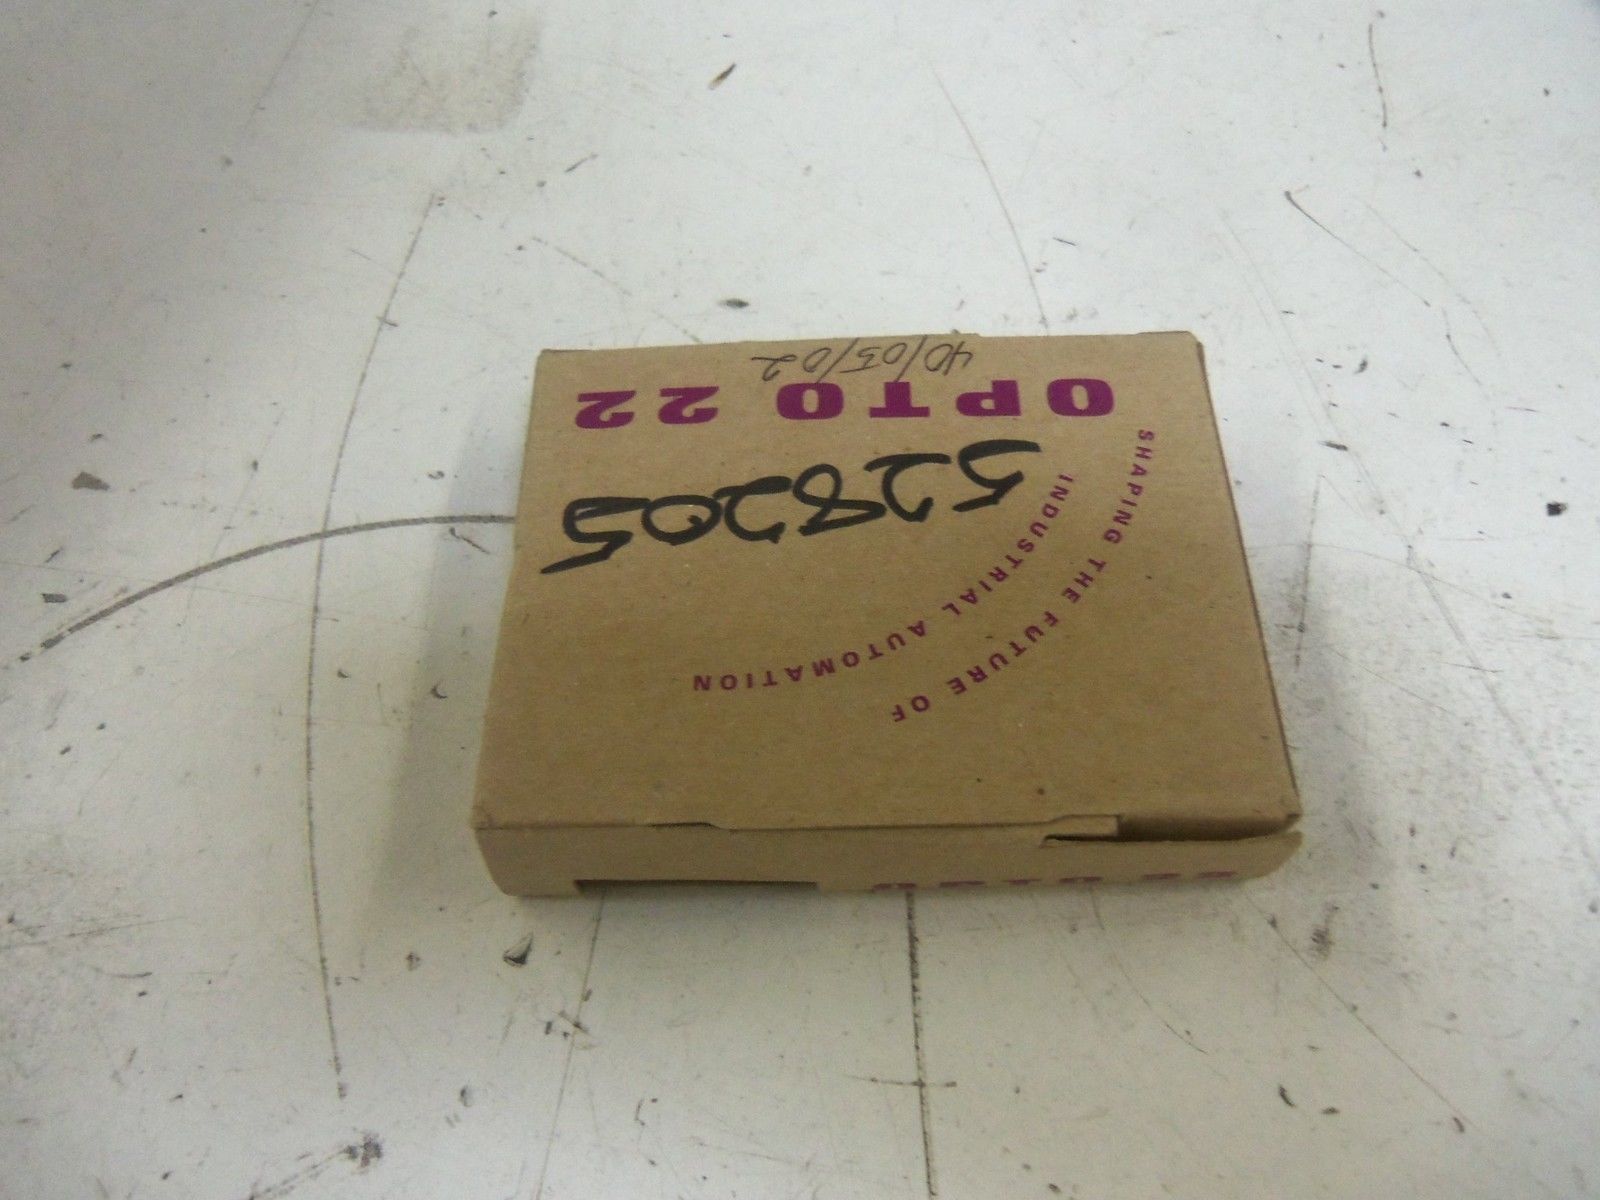 SHAPING THE FUTURE OF
INDUSTRIAL AUTOMATION
528205
OPTO 22
40/05/02